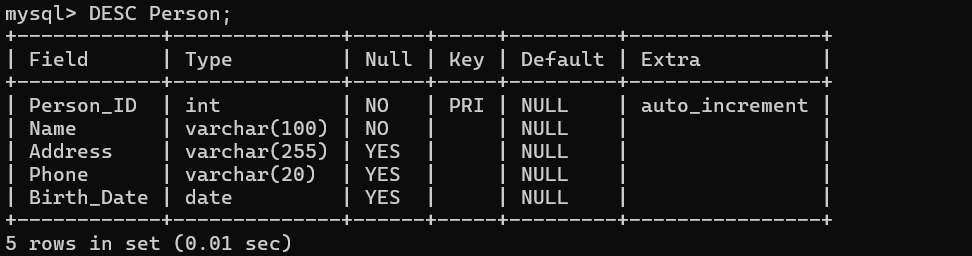 mysql> DESC Person;
+------------+--------------+------+-----+---------+----------------+
| Field      | Type         | Null | Key | Default | Extra          |
+------------+--------------+------+-----+---------+----------------+
| Person_ID  | int          | NO   | PRI | NULL    | auto_increment |
| Name       | varchar(100) | NO   |     | NULL    |                |
| Address    | varchar(255) | YES  |     | NULL    |                |
| Phone      | varchar(20)  | YES  |     | NULL    |                |
| Birth_Date | date         | YES  |     | NULL    |                |
+------------+--------------+------+-----+---------+----------------+
5 rows in set (0.01 sec)